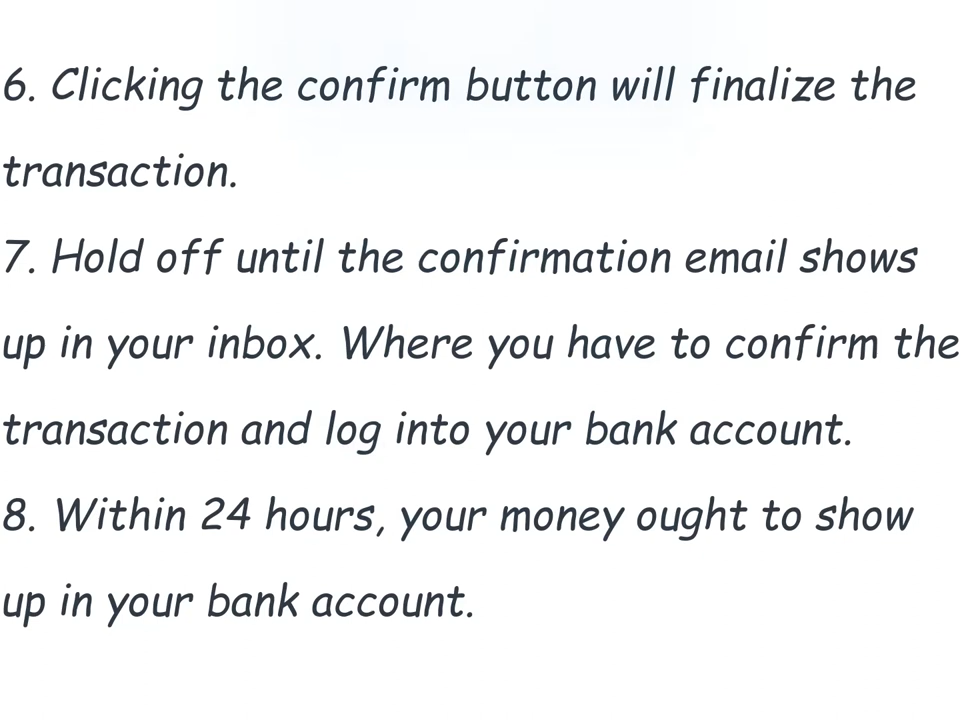 6. Clicking the confirm button will finalize the
transaction.
7. Hold off until the confirmation email shows
up in your inbox. Where you have to confirm the
transaction and log into your bank account.
8. Within 24 hours, your money ought to show
up in your bank account.